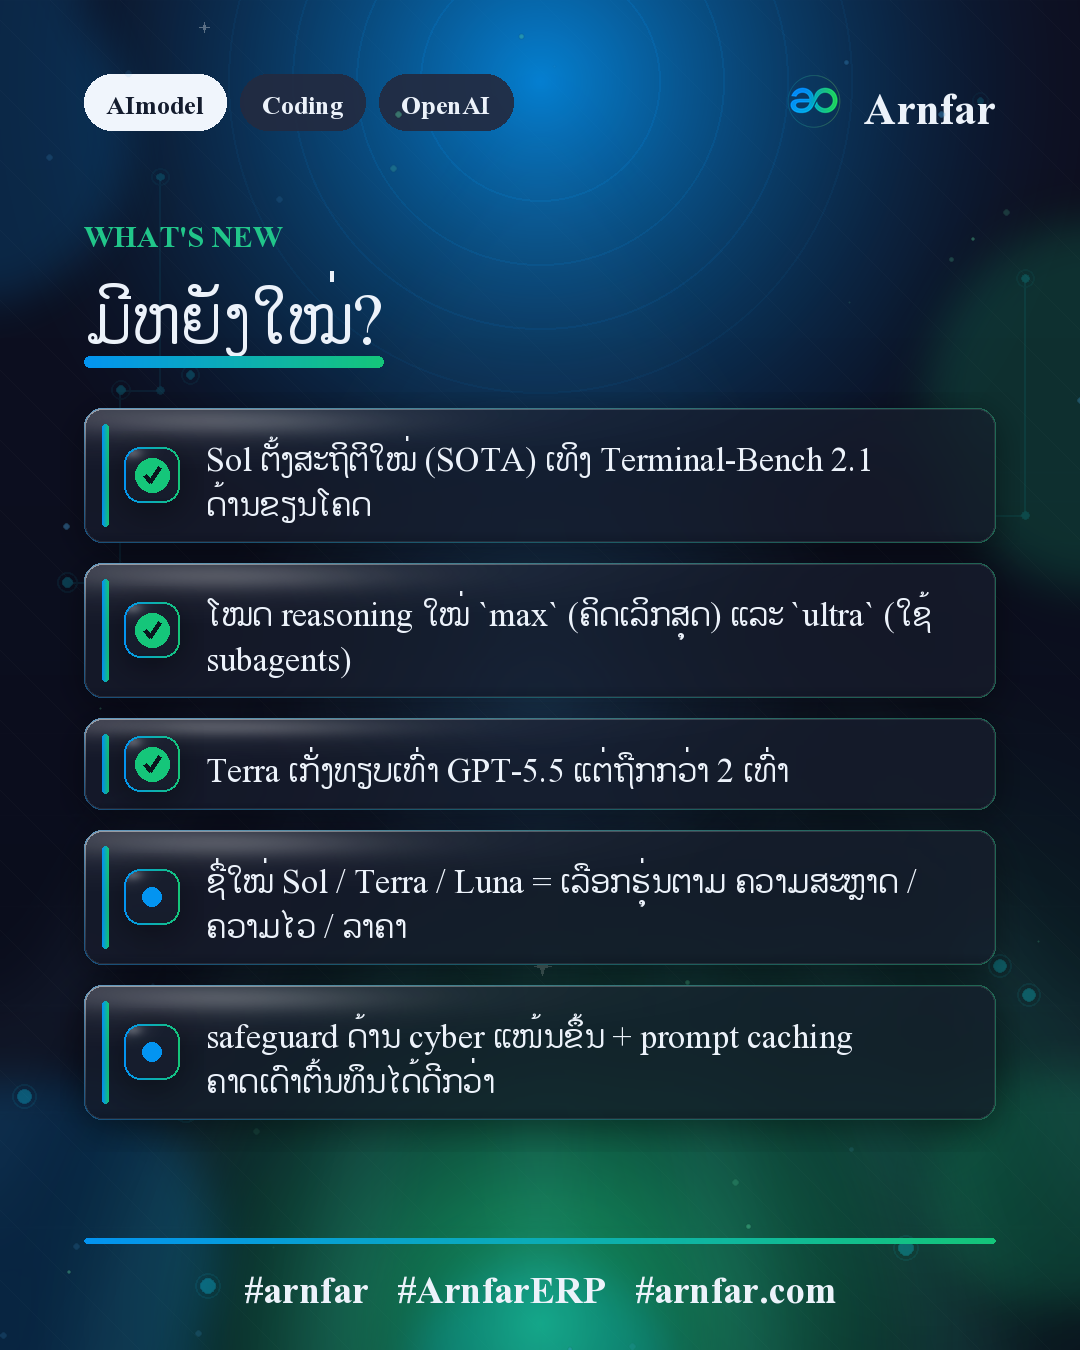 AImodel Coding OpenAI
Arnfar
WHAT'S NEW
ມີຫຍັງໃໝ່?
Sol ຕັ້ງສະຖິຕິໃໝ່ (SOTA) ເທິງ Terminal-Bench 2.1
ດ້ານຂຽນໂຄດ
ໂໝດ reasoning ໃໝ່ `max` (ຄິດເລິກສຸດ) ແລະ `ultra` (ໃຊ້
subagents)
Terra ເກັ່ງທຽບເທົ່າ GPT-5.5 ແຕ່ຖືກກວ່າ 2 ເທົ່າ
ຊື່ໃໝ່ Sol / Terra / Luna = ເລືອກຮຸ່ນຕາມ ຄວາມສະຫຼາດ /
ຄວາມໄວ / ລາຄາ
safeguard ດ້ານ cyber ແໜ້ນຂຶ້ນ + prompt caching
ຄາດເດົາຕົ້ນທຶນໄດ້ດີກວ່າ
#arnfar #ArnfarERP #arnfar.com